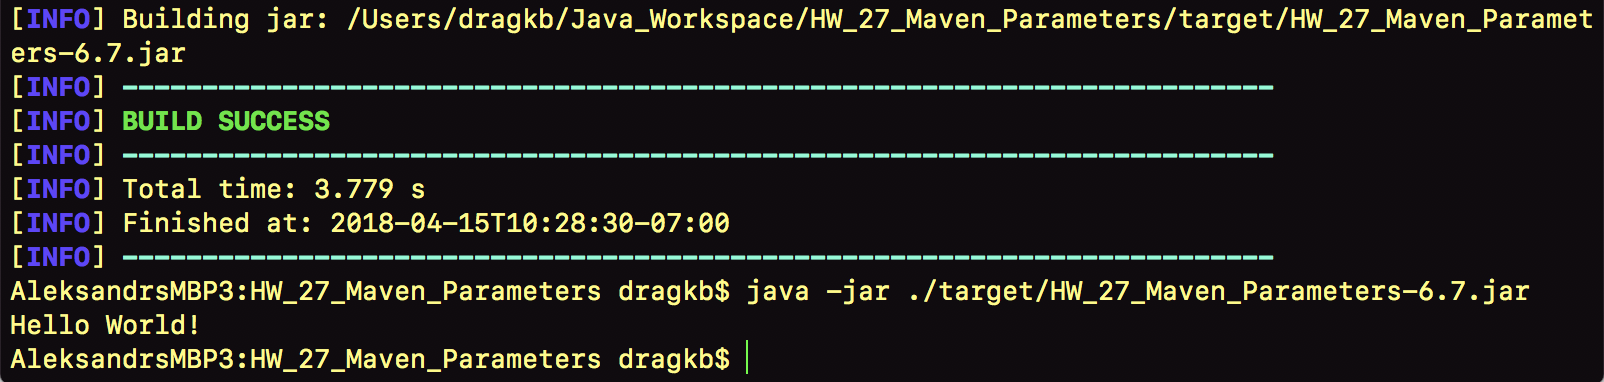 [INFO] Building jar: /Users/dragkb/Java_Workspace/HW_27_Maven_Parameters/target/HW_27_Maven_Paramet
ers-6.7.jar
[INFO] ------------------------------------------------------------------------
[INFO] BUILD SUCCESS
[INFO] ------------------------------------------------------------------------
[INFO] Total time: 3.779 s
[INFO] Finished at: 2018-04-15T10:28:30-07:00
[INFO] ------------------------------------------------------------------------
AleksandrsMBP3:HW_27_Maven_Parameters dragkb$ java -jar ./target/HW_27_Maven_Parameters-6.7.jar
Hello World!
AleksandrsMBP3:HW_27_Maven_Parameters dragkb$